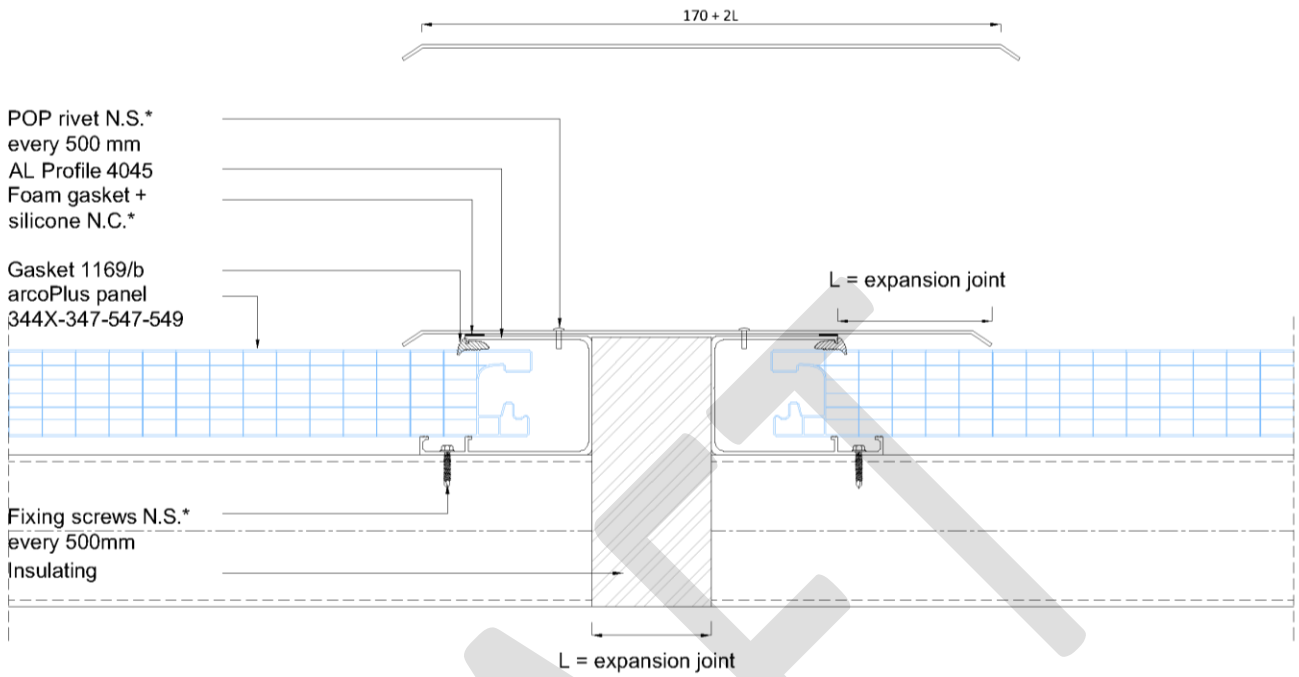 170 + 2L
POP rivet N.S.*
every 500 mm
AL Profile 4045
Foam gasket +
silicone N.C.*
Gasket 1169/b
arcoPlus panel
344X-347-547-549
L = expansion joint
Fixing screws N.S.*
every 500mm
Insulating
L = expansion joint